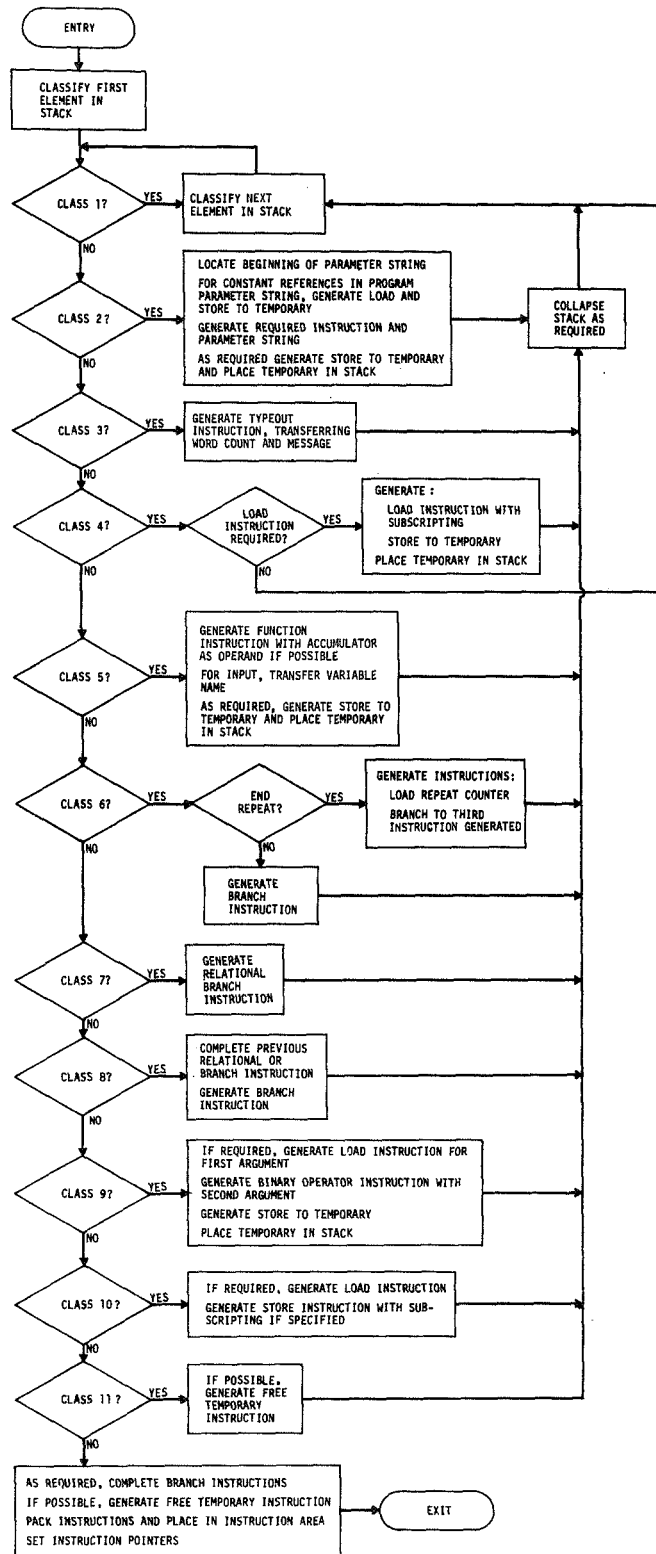 ENTRY
CLASSIFY FIRST
ELEMENT IN
STACK
CLASS 1?
YES
CLASSIFY NEXT
ELEMENT IN STACK
NO
CLASS 2?
YES
LOCATE BEGINNING OF PARAMETER STRING
FOR CONSTANT REFERENCES IN PROGRAM
PARAMETER STRING, GENERATE LOAD AND
STORE TO TEMPORARY
GENERATE REQUIRED INSTRUCTION AND
PARAMETER STRING
AS REQUIRED GENERATE STORE TO TEMPORARY
AND PLACE TEMPORARY IN STACK
COLLAPSE
STACK AS
REQUIRED
NO
CLASS 3?
YES
GENERATE TYPEOUT
INSTRUCTION, TRANSFERRING
WORD COUNT AND MESSAGE
NO
CLASS 4?
YES
LOAD
INSTRUCTION
REQUIRED?
YES
GENERATE :
LOAD INSTRUCTION WITH
SUBSCRIPTING
STORE TO TEMPORARY
PLACE TEMPORARY IN STACK
NO
NO
CLASS 5?
YES
GENERATE FUNCTION
INSTRUCTION WITH ACCUMULATOR
AS OPERAND IF POSSIBLE
FOR INPUT, TRANSFER VARIABLE
NAME
AS REQUIRED, GENERATE STORE TO
TEMPORARY AND PLACE TEMPORARY
IN STACK
NO
CLASS 6?
YES
END
REPEAT?
YES
GENERATE INSTRUCTIONS:
LOAD REPEAT COUNTER
BRANCH TO THIRD
INSTRUCTION GENERATED
NO
NO
GENERATE
BRANCH
INSTRUCTION
CLASS 7?
YES
GENERATE
RELATIONAL
BRANCH
INSTRUCTION
NO
CLASS 8?
YES
COMPLETE PREVIOUS
RELATIONAL OR
BRANCH INSTRUCTION
GENERATE BRANCH
INSTRUCTION
NO
CLASS 9?
YES
IF REQUIRED, GENERATE LOAD INSTRUCTION FOR
FIRST ARGUMENT
GENERATE BINARY OPERATOR INSTRUCTION WITH
SECOND ARGUMENT
GENERATE STORE TO TEMPORARY
PLACE TEMPORARY IN STACK
NO
CLASS 10?
YES
IF REQUIRED, GENERATE LOAD INSTRUCTION
GENERATE STORE INSTRUCTION WITH SUB-
SCRIPTING IF SPECIFIED
NO
CLASS 11?
YES
IF POSSIBLE,
GENERATE FREE
TEMPORARY
INSTRUCTION
NO
AS REQUIRED, COMPLETE BRANCH INSTRUCTIONS
IF POSSIBLE, GENERATE FREE TEMPORARY INSTRUCTION
PACK INSTRUCTIONS AND PLACE IN INSTRUCTION AREA
SET INSTRUCTION POINTERS
EXIT